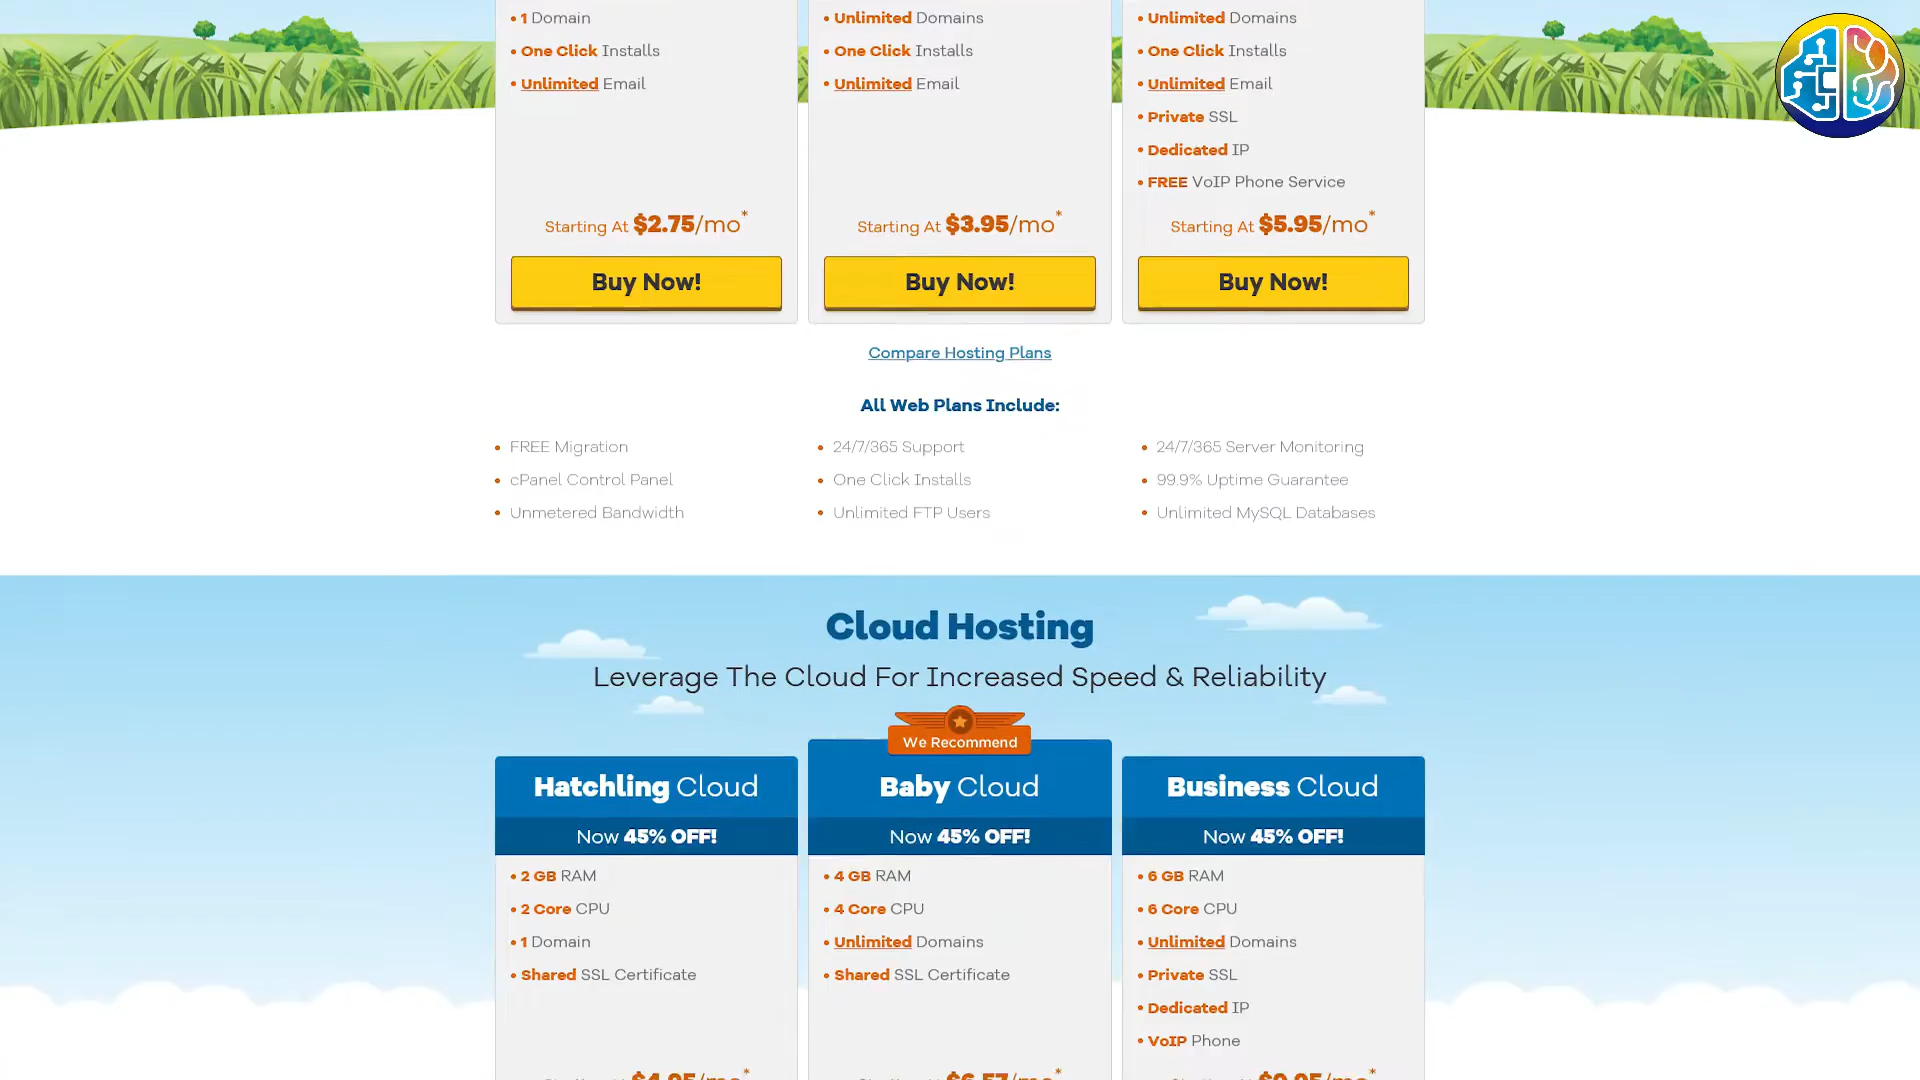 • 1 Domain
• One Click Installs
• Unlimited Email
Starting At $2.75/mo*
Buy Now!
• Unlimited Domains
• One Click Installs
• Unlimited Email
Starting At $3.95/mo*
Buy Now!
• Unlimited Domains
• One Click Installs
• Unlimited Email
• Private SSL
• Dedicated IP
• FREE VoIP Phone Service
Starting At $5.95/mo*
Buy Now!
Compare Hosting Plans
All Web Plans Include:
• FREE Migration
• cPanel Control Panel
• Unmetered Bandwidth
• 24/7/365 Support
• One Click Installs
• Unlimited FTP Users
• 24/7/365 Server Monitoring
• 99.9% Uptime Guarantee
• Unlimited MySQL Databases
Cloud Hosting
Leverage The Cloud For Increased Speed & Reliability
Hatchling Cloud
Now 45% OFF!
• 2 GB RAM
• 2 Core CPU
• 1 Domain
• Shared SSL Certificate
We Recommend
Baby Cloud
Now 45% OFF!
• 4 GB RAM
• 4 Core CPU
• Unlimited Domains
• Shared SSL Certificate
Business Cloud
Now 45% OFF!
• 6 GB RAM
• 6 Core CPU
• Unlimited Domains
• Private SSL
• Dedicated IP
• VoIP Phone